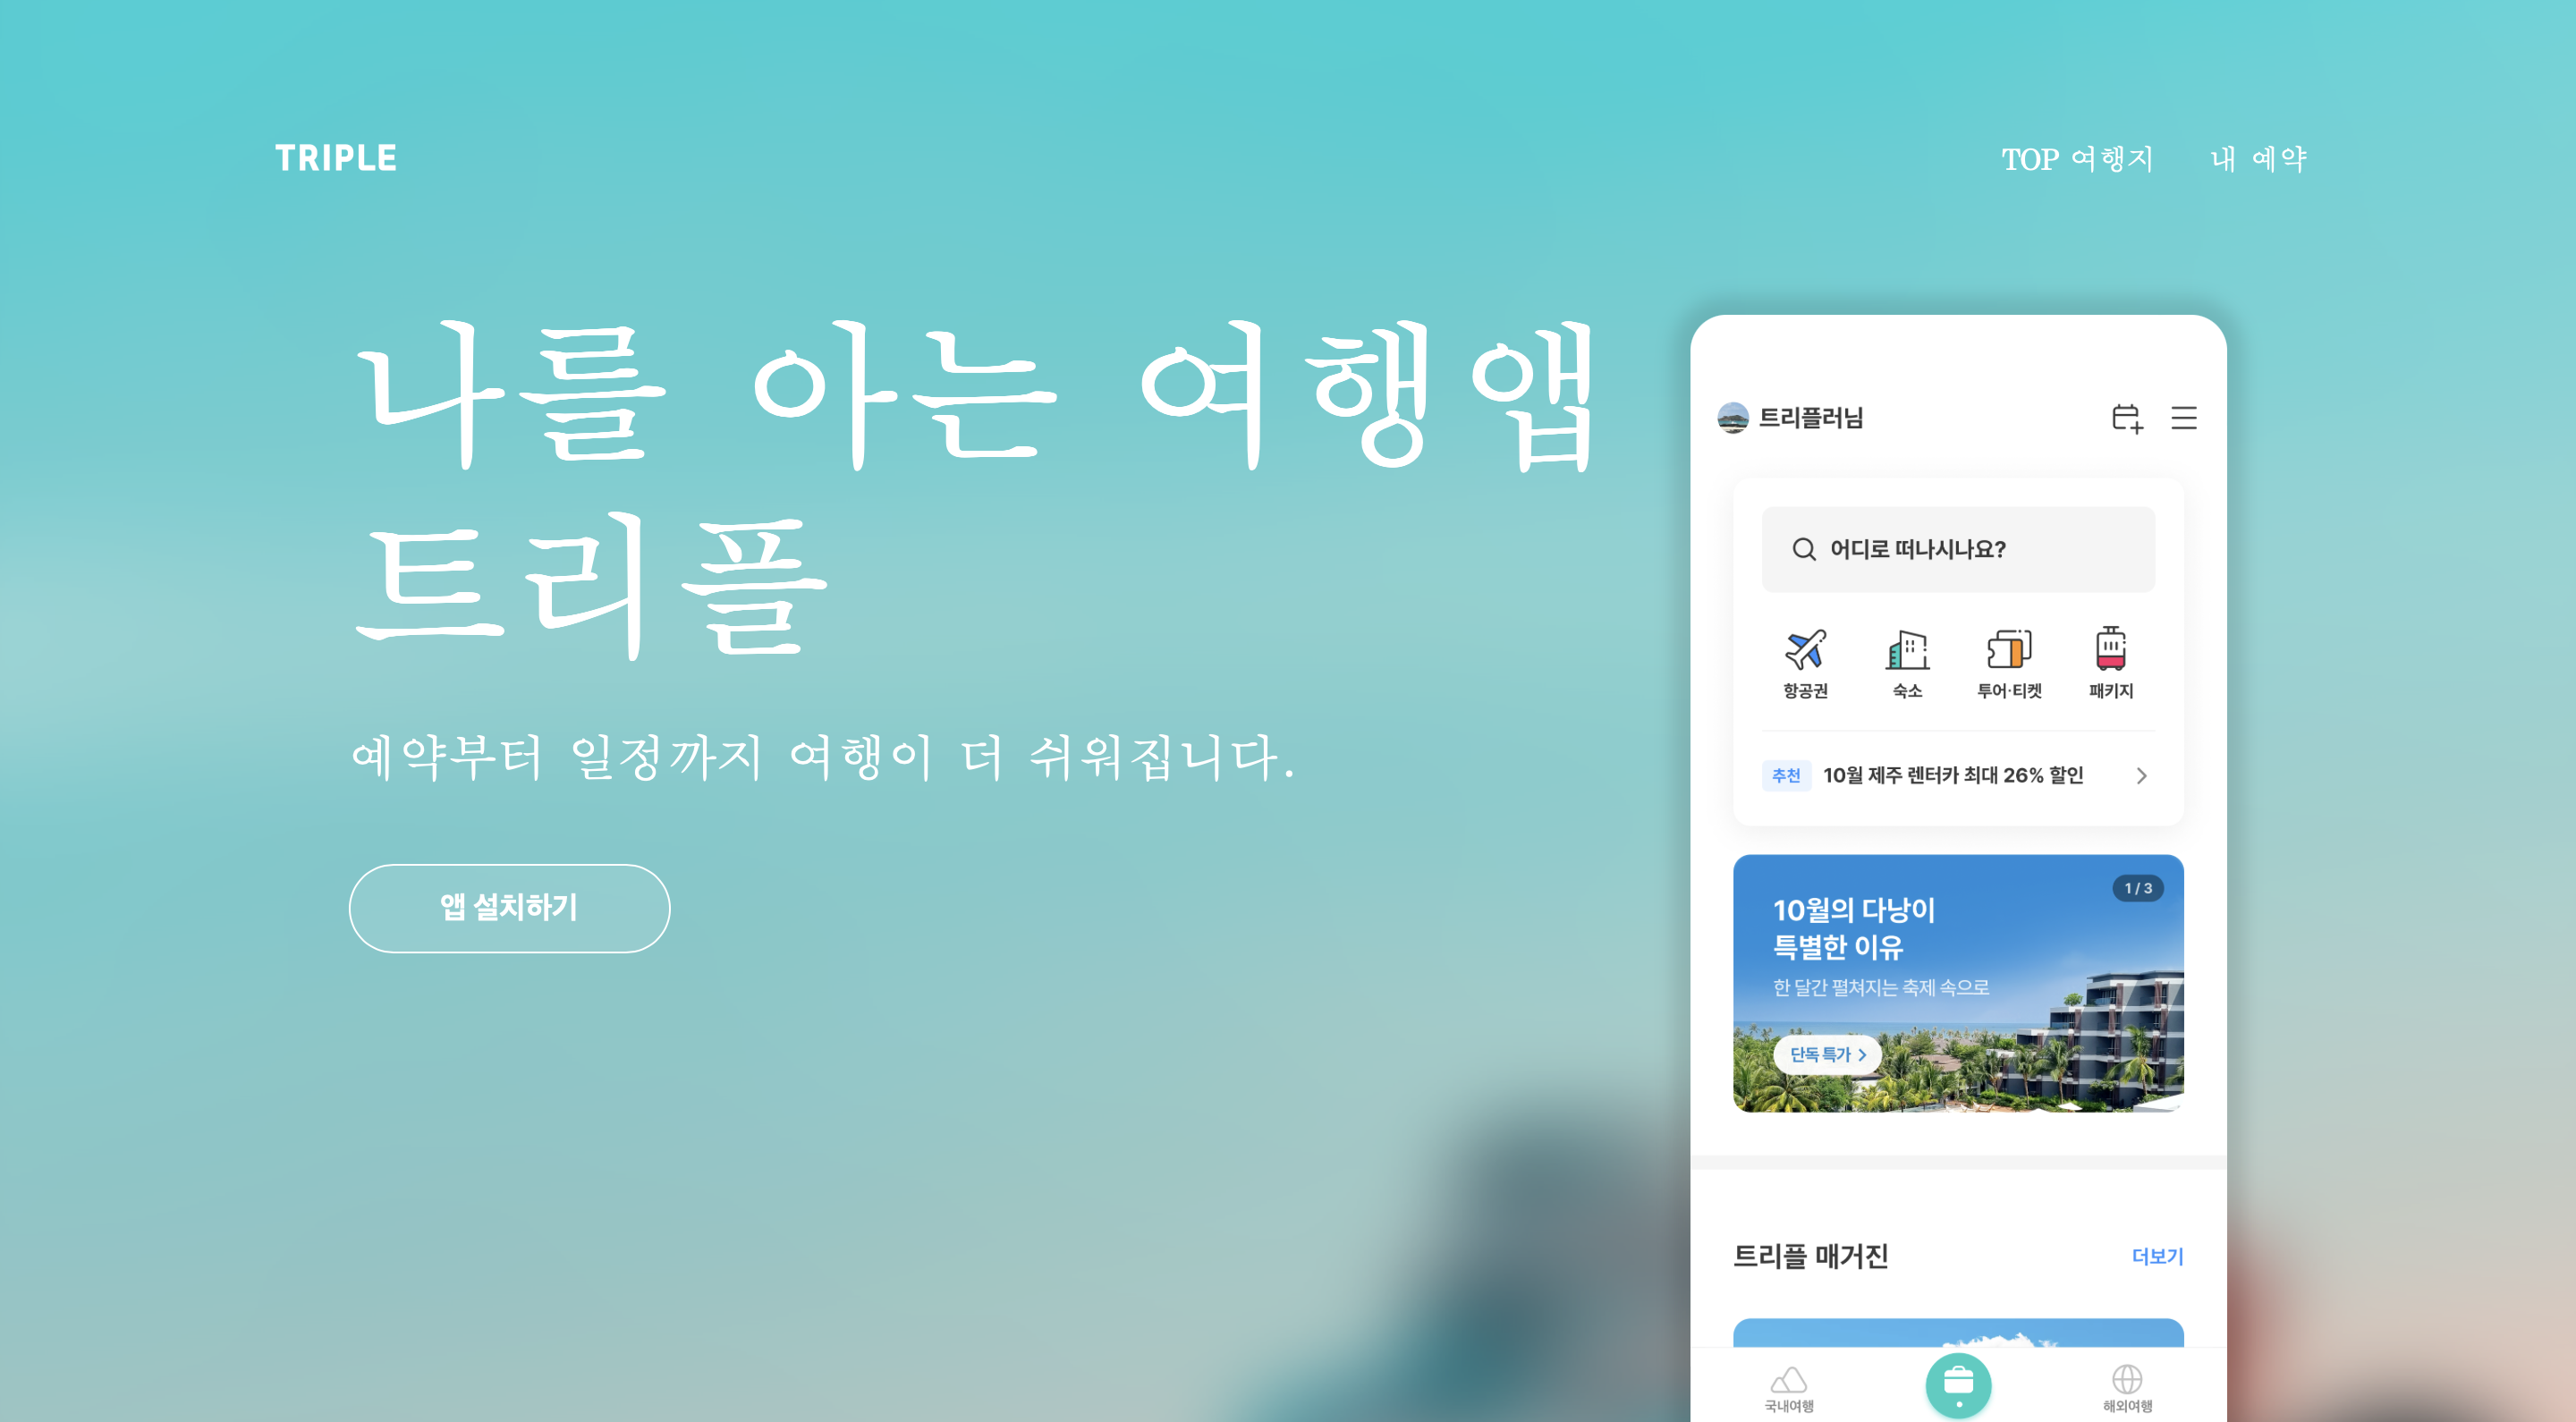 TRIPLE
TOP 여행지
내 예약
나를 아는 여행앱
트리플
예약부터 일정까지 여행이 더 쉬워집니다.
앱 설치하기
트리플러님
어디로 떠나시나요?
항공권
숙소
투어·티켓
패키지
추천 10월 제주 렌터카 최대 26% 할인
1 / 3
10월의 다낭이
특별한 이유
한 달간 펼쳐지는 축제 속으로
단독 특가
트리플 매거진
더보기
국내여행
해외여행